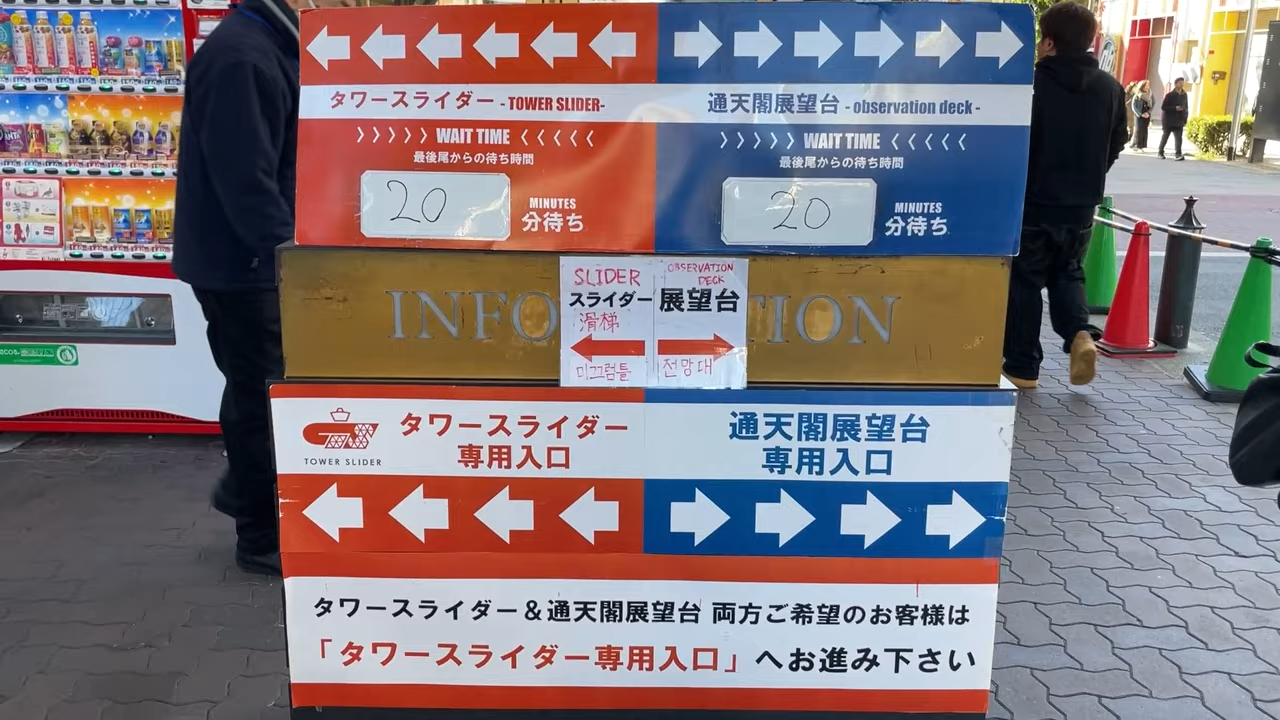 タワースライダー - TOWER SLIDER-
通天閣展望台 - observation deck -
〉〉〉〉〉 WAIT TIME 〈 〈 〈 〈 〈
最後尾からの待ち時間
20
MINUTES
分待ち
〉〉〉〉〉 WAIT TIME 〈 〈 〈 〈 〈
最後尾からの待ち時間
20
MINUTES
分待ち
INFO
TION
SLIDER
スライダー
滑梯
미끄럼틀
OBSERVATION
DECK
展望台
전망대
TOWER SLIDER
タワースライダー
専用入口
通天閣展望台
専用入口
タワースライダー&通天閣展望台 両方ご希望のお客様は
「タワースライダー専用入口」へお進み下さい